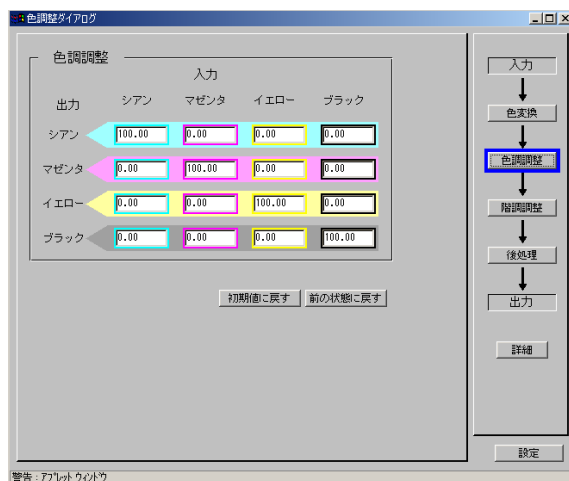 色調整ダイアログ
色調調整
入力
出力 シアン マゼンタ イエロー ブラック
シアン 100.00 0.00 0.00 0.00
マゼンタ 0.00 100.00 0.00 0.00
イエロー 0.00 0.00 100.00 0.00
ブラック 0.00 0.00 0.00 100.00
初期値に戻す 前の状態に戻す
入力
色変換
色調調整
階調調整
後処理
出力
詳細
設定
警告 : アプレット ウィンドウ